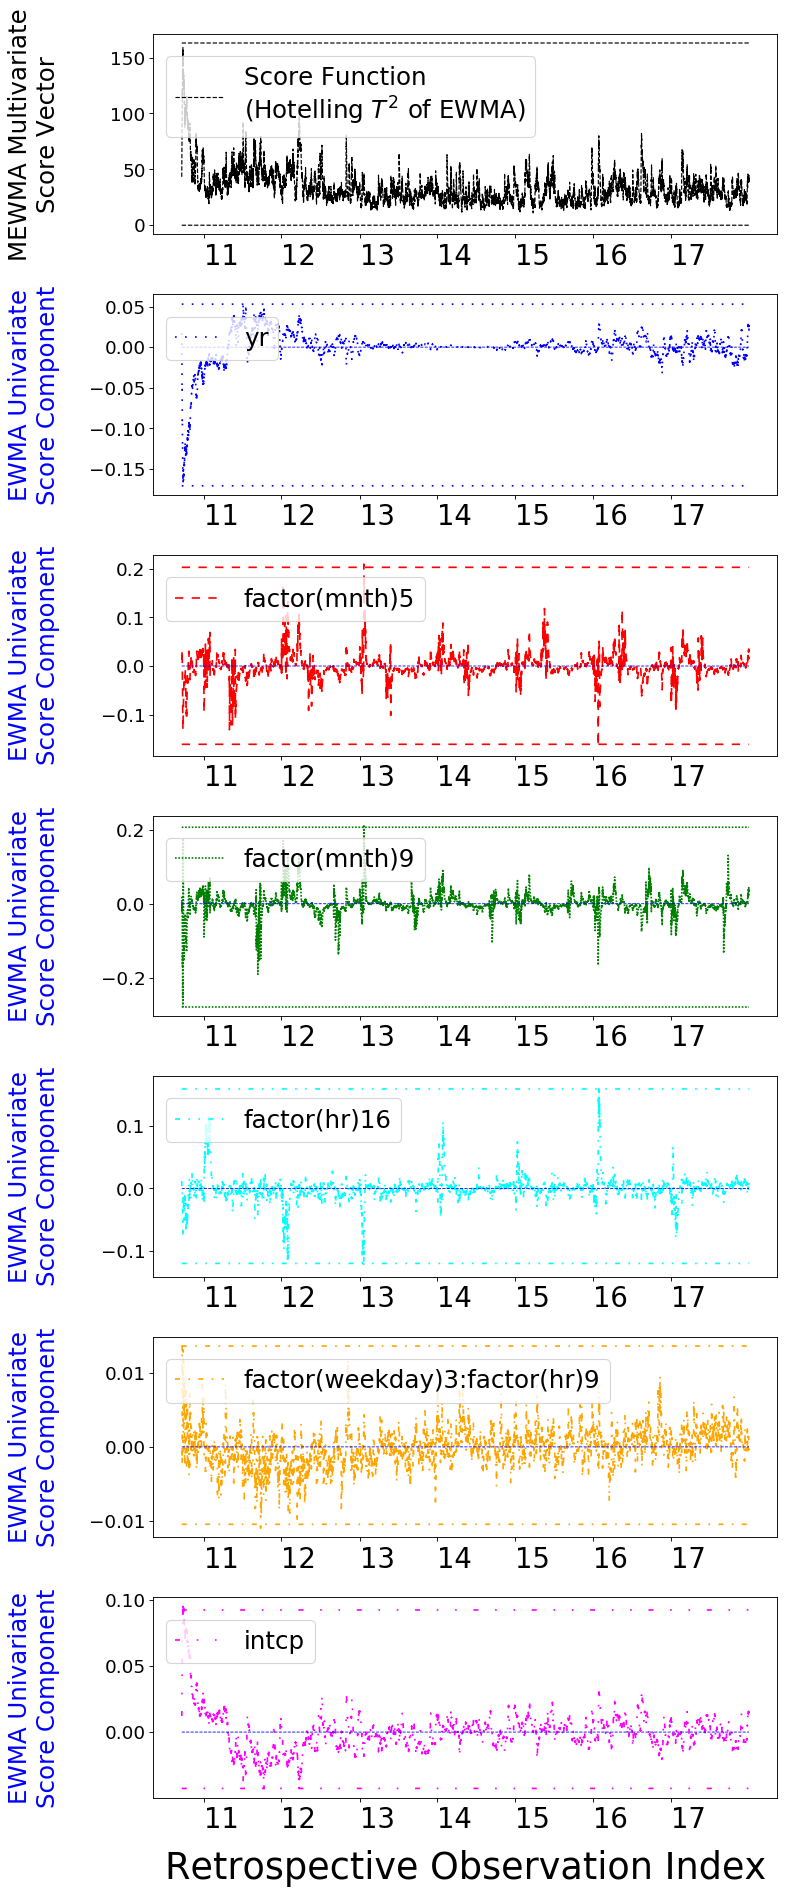 MEWMA Multivariate
Score Vector
150
100
50
0
Score Function
(Hotelling T² of EWMA)
11 12 13 14 15 16 17
EWMA Univariate
Score Component
0.05
0.00
−0.05
−0.10
−0.15
yr
11 12 13 14 15 16 17
EWMA Univariate
Score Component
0.2
0.1
0.0
−0.1
factor(mnth)5
11 12 13 14 15 16 17
EWMA Univariate
Score Component
0.2
0.0
−0.2
factor(mnth)9
11 12 13 14 15 16 17
EWMA Univariate
Score Component
0.1
0.0
−0.1
factor(hr)16
11 12 13 14 15 16 17
EWMA Univariate
Score Component
0.01
0.00
−0.01
factor(weekday)3:factor(hr)9
11 12 13 14 15 16 17
EWMA Univariate
Score Component
0.10
0.05
0.00
intcp
11 12 13 14 15 16 17
Retrospective Observation Index